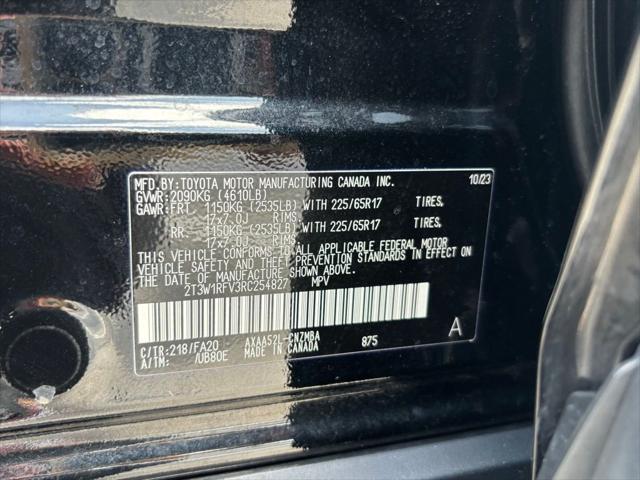 MFD.BY:TOYOTA MOTOR MANUFACTURING CANADA INC. 10/23
GVWR:2090KG (4610LB)
GAWR:FRT 1150KG (2535LB) WITH 225/65R17 TIRES,
17x7.0J RIMS
RR 1150KG (2535LB) WITH 225/65R17 TIRES,
17x7.0J RIMS
THIS VEHICLE CONFORMS TO ALL APPLICABLE FEDERAL MOTOR
VEHICLE SAFETY AND THEFT PREVENTION STANDARDS IN EFFECT ON
THE DATE OF MANUFACTURE SHOWN ABOVE.
2T3W1RFV3RC254827 MPV
C/TR:218/FA20 AXAA52L-CNZMBA 875 A
A/TM: /UB80E MADE IN CANADA